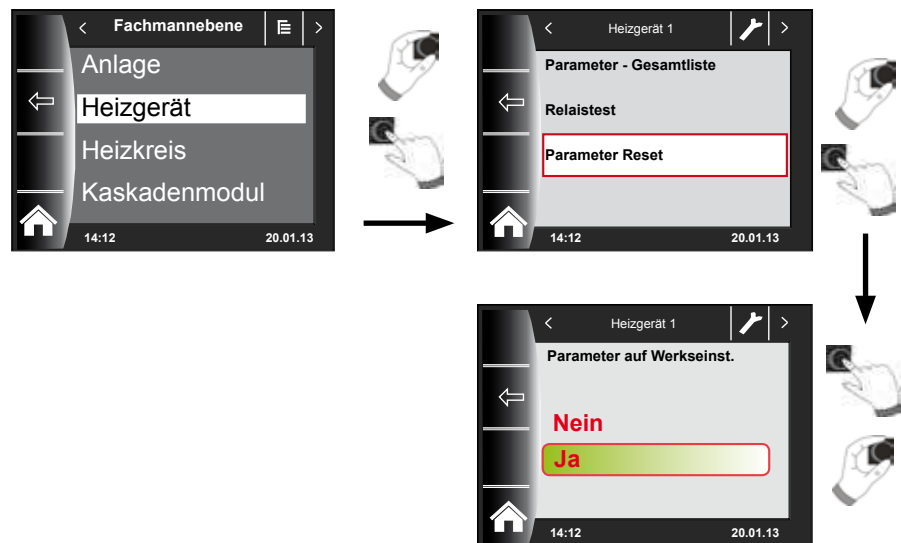 < Fachmannebene >
Anlage
Heizgerät
Heizkreis
Kaskadenmodul
14:12 20.01.13
< Heizgerät 1 >
Parameter - Gesamtliste
Relaistest
Parameter Reset
14:12 20.01.13
< Heizgerät 1 >
Parameter auf Werkseinst.
Nein
Ja
14:12 20.01.13